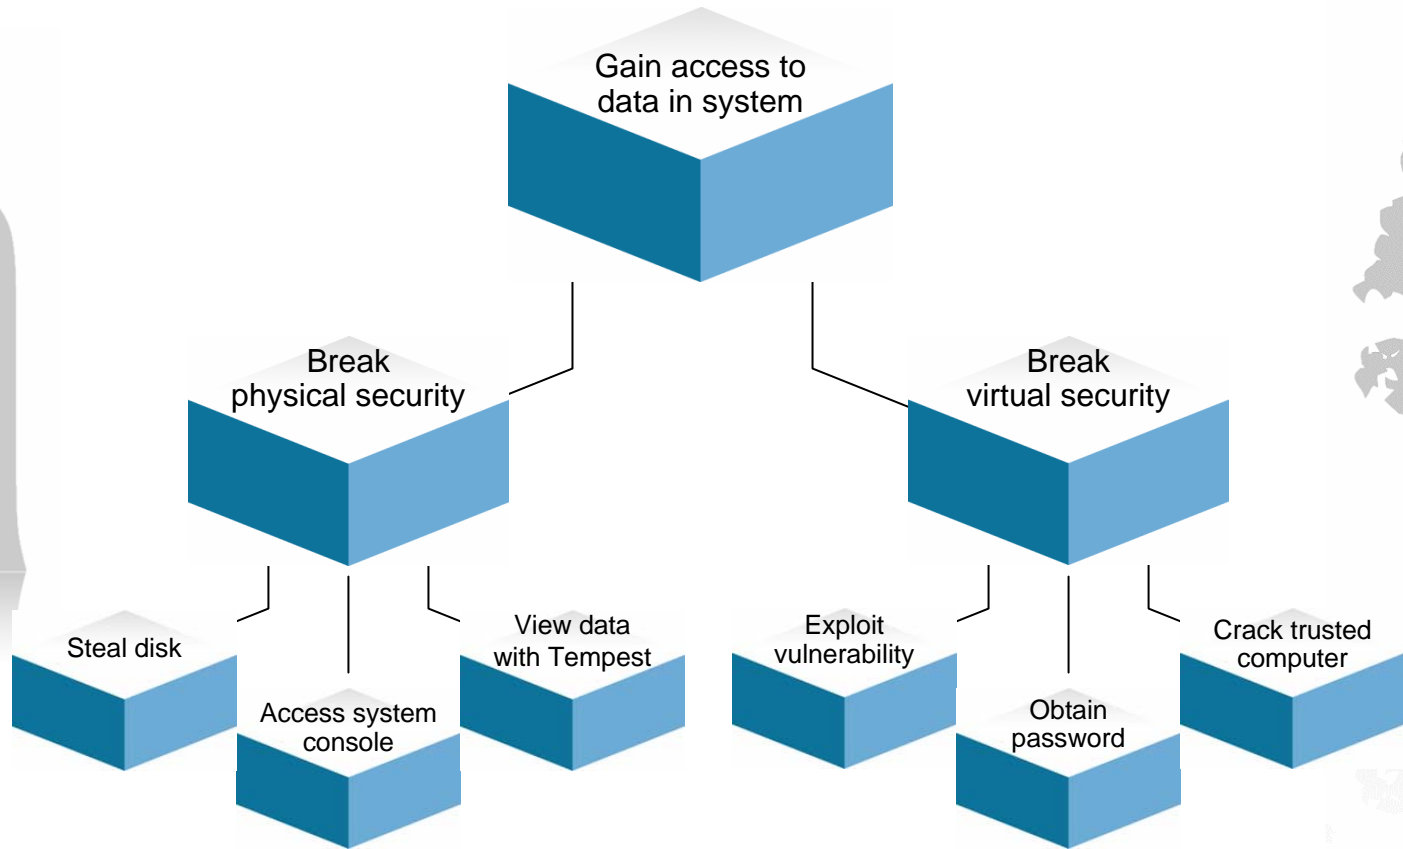 Gain access to
data in system
Break
physical security
Break
virtual security
Steal disk
Access system
console
View data
with Tempest
Exploit
vulnerability
Obtain
password
Crack trusted
computer